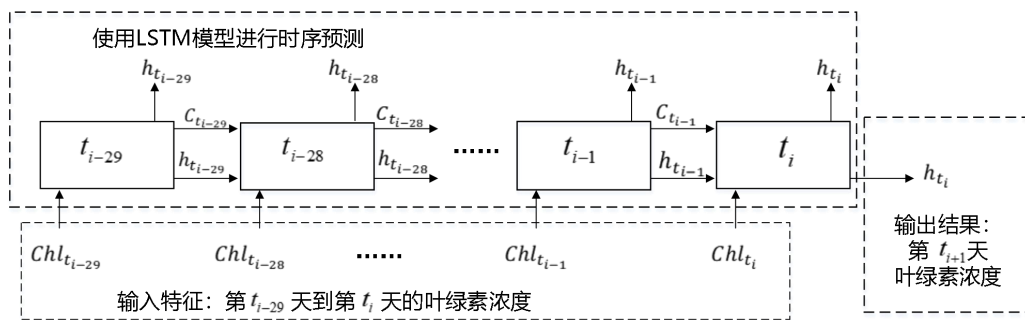 使用LSTM模型进行时序预测
h_{t_{i-29}} h_{t_{i-28}} h_{t_{i-1}} h_{t_i}
C_{t_{i-29}} C_{t_{i-28}} C_{t_{i-1}}
t_{i-29} t_{i-28} ...... t_{i-1} t_i
h_{t_{i-29}} h_{t_{i-28}} h_{t_{i-1}} h_{t_i}
Chl_{t_{i-29}} Chl_{t_{i-28}} ...... Chl_{t_{i-1}} Chl_{t_i}
输入特征：第 t_{i-29} 天到第 t_i 天的叶绿素浓度
输出结果：
第 t_{i+1}天
叶绿素浓度